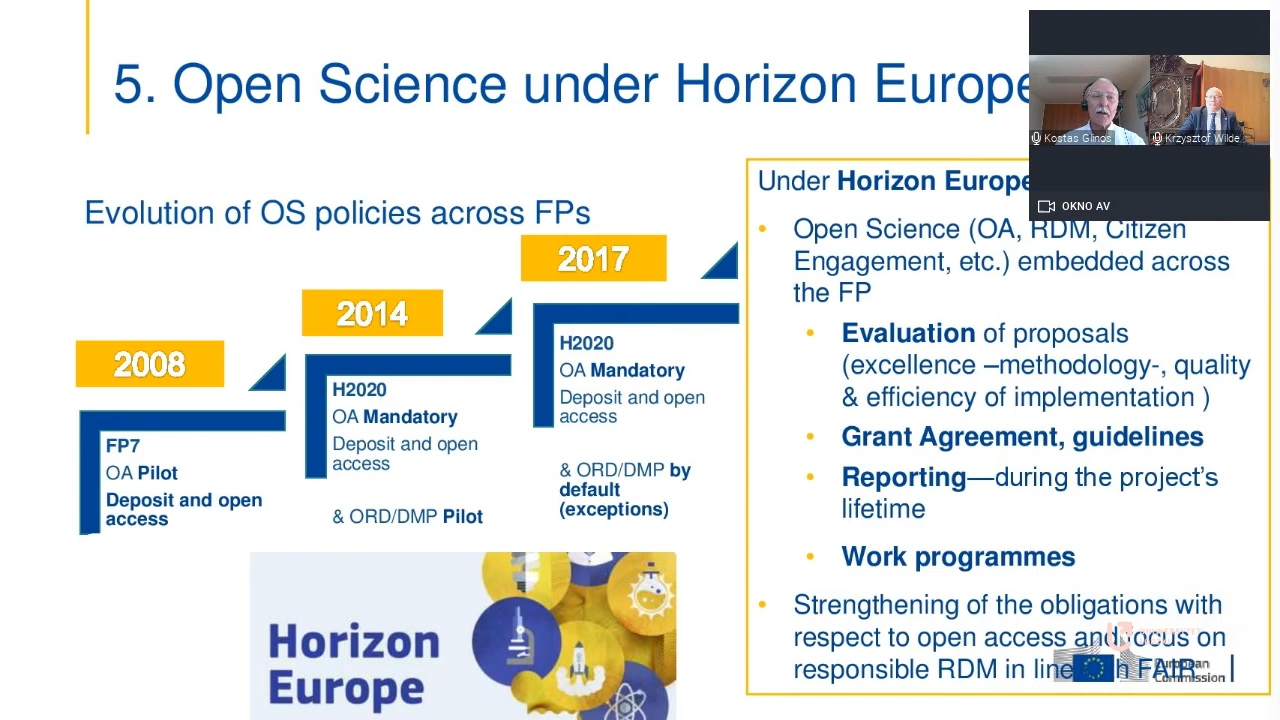 5. Open Science under Horizon Europe
Kostas Glinos
Krzysztof Wilde
OKNO AV
Evolution of OS policies across FPs
2008
FP7
OA Pilot
Deposit and open
access
2014
H2020
OA Mandatory
Deposit and open
access
& ORD/DMP Pilot
2017
H2020
OA Mandatory
Deposit and open
access
& ORD/DMP by
default
(exceptions)
Horizon
Europe
Under Horizon Europe
• Open Science (OA, RDM, Citizen
Engagement, etc.) embedded across
the FP
• Evaluation of proposals
(excellence –methodology-, quality
& efficiency of implementation )
• Grant Agreement, guidelines
• Reporting—during the project's
lifetime
• Work programmes
• Strengthening of the obligations with
respect to open access and focus on
responsible RDM in line h FAIR
European
Commission